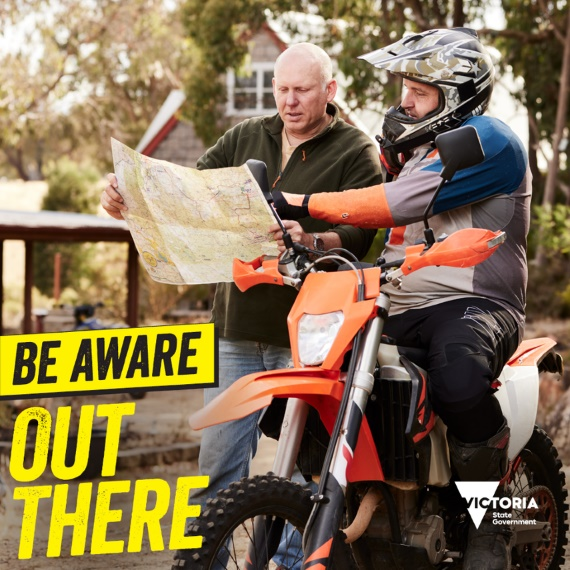 BE AWARE
OUT
THERE
VICTORIA
State
Government